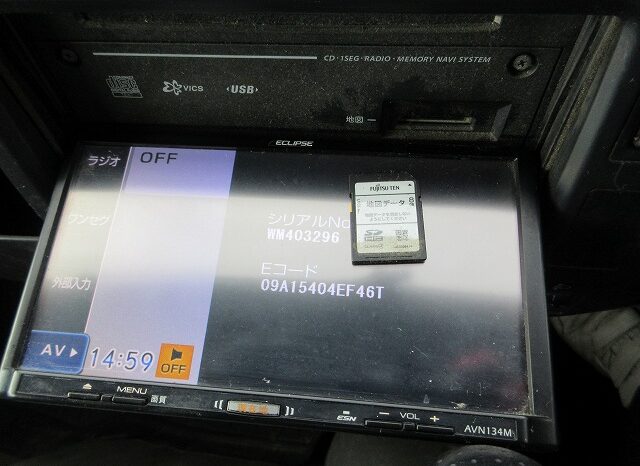 CD・1SEG・RADIO・MEMORY NAVI SYSTEM
VICS
USB
地図
ECLIPSE
ラジオ
OFF
ワンセグ
シリアルNo
WM403296
Eコード
09A15404EF46T
外部入力
AV
14:59
OFF
FUJITSU TEN
地図データ
SD
MENU
画質
ESN
− VOL +
AVN134M